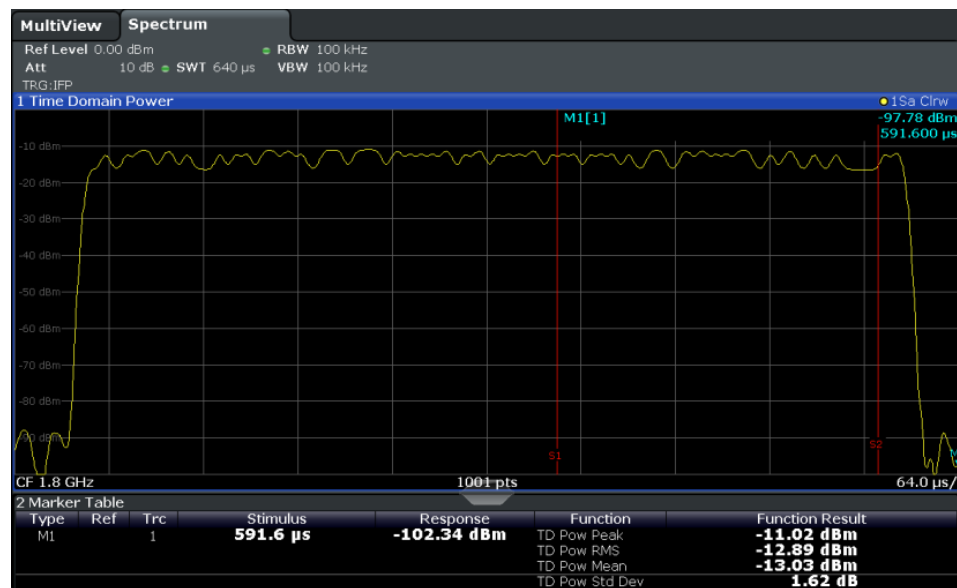 MultiView Spectrum
Ref Level 0.00 dBm RBW 100 kHz
Att 10 dB SWT 640 µs VBW 100 kHz
TRG:IFP
1 Time Domain Power 1Sa Clrw
M1[1] -97.78 dBm
591.600 µs
-10 dBm
-20 dBm
-30 dBm
-40 dBm
-50 dBm
-60 dBm
-70 dBm
-80 dBm
-90 dBm
S1 S2
CF 1.8 GHz 1001 pts 64.0 µs/
2 Marker Table
Type Ref Trc Stimulus Response Function Function Result
M1 1 591.6 µs -102.34 dBm TD Pow Peak -11.02 dBm
TD Pow RMS -12.89 dBm
TD Pow Mean -13.03 dBm
TD Pow Std Dev 1.62 dB